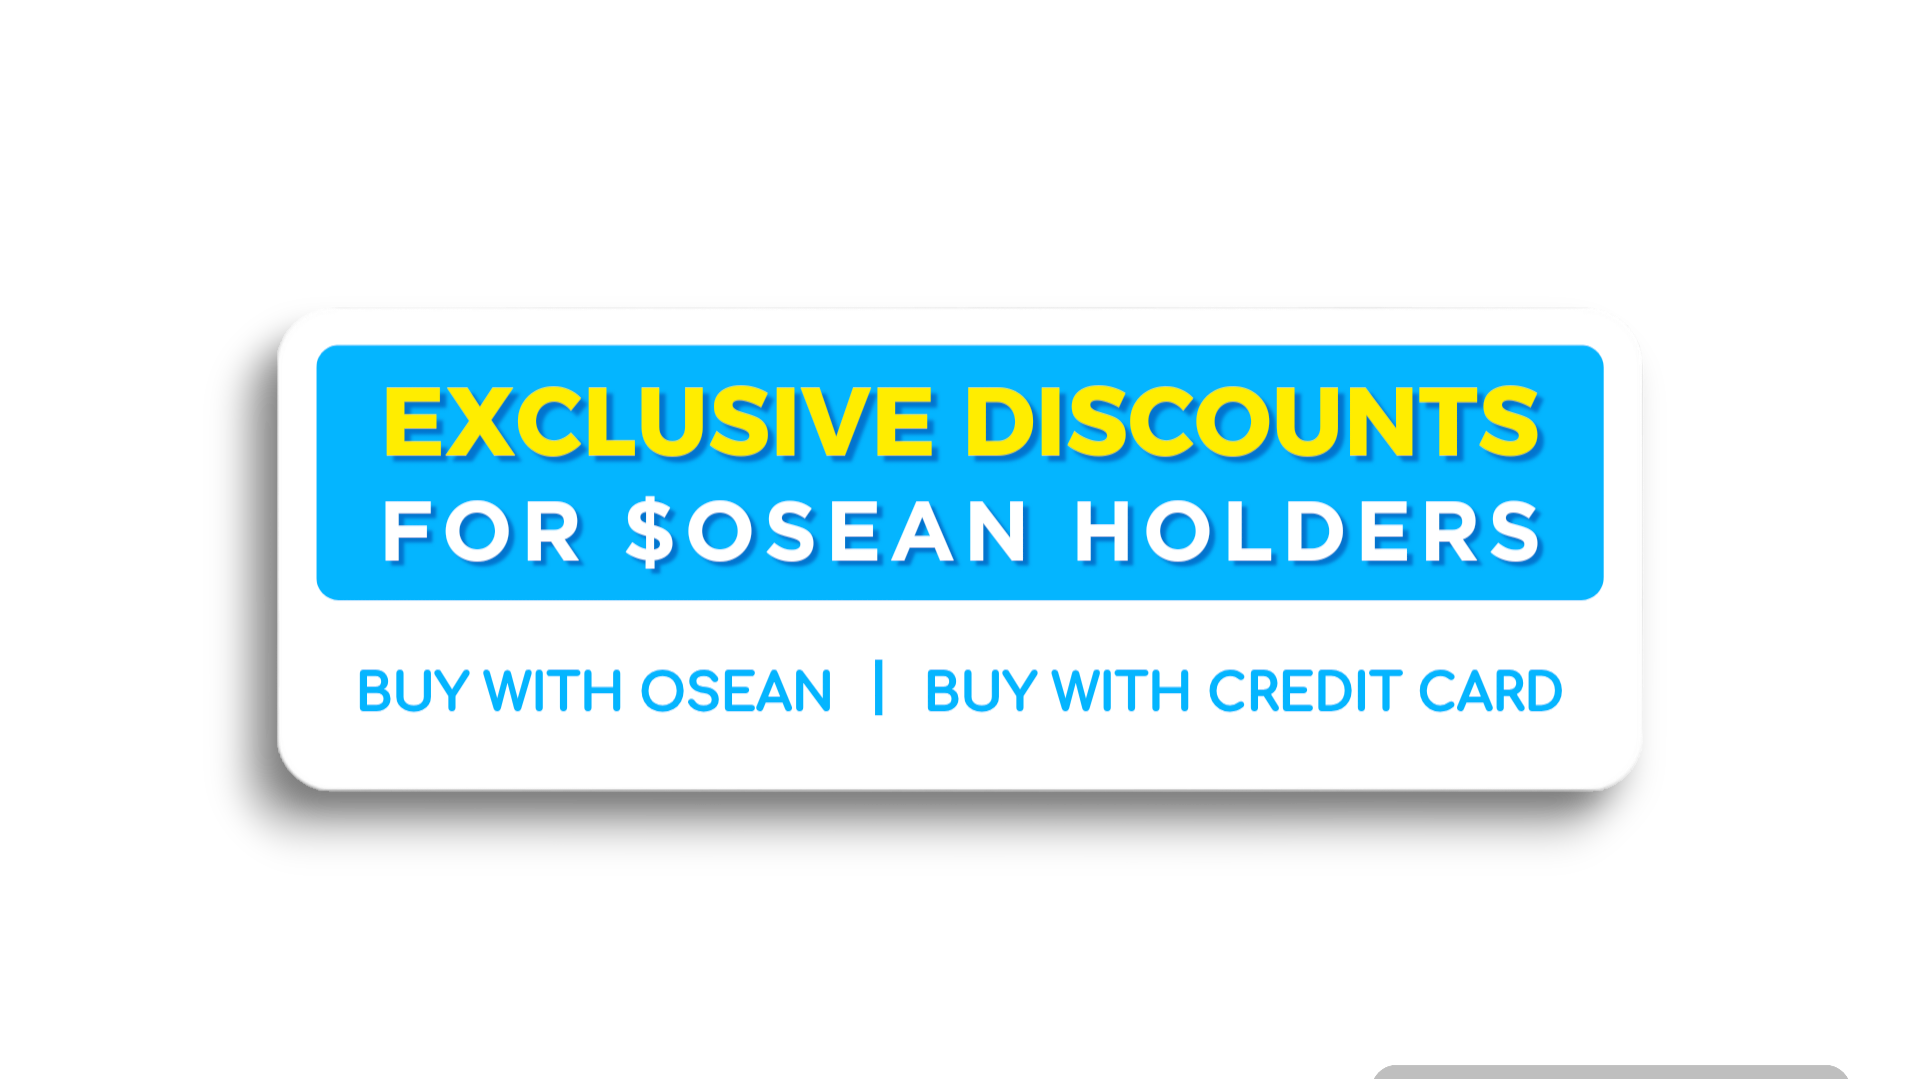 EXCLUSIVE DISCOUNTS
FOR $OSEAN HOLDERS
BUY WITH OSEAN | BUY WITH CREDIT CARD